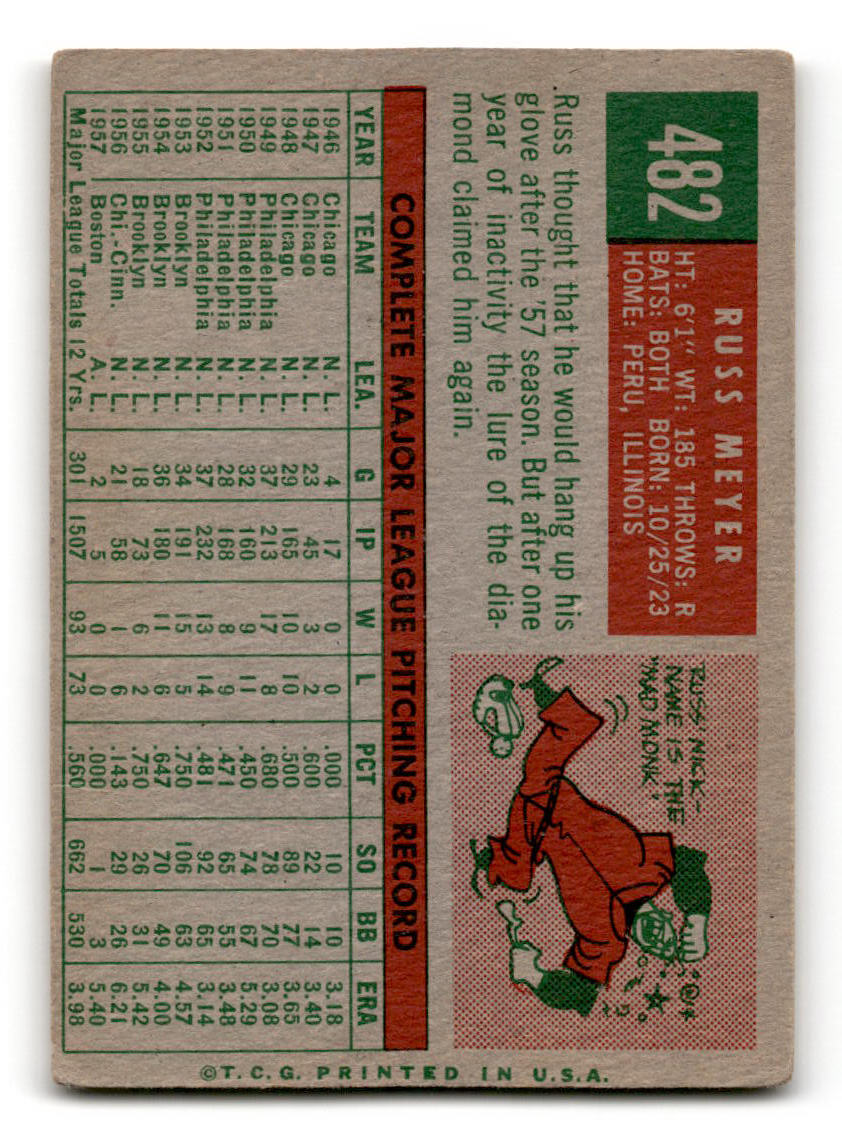 482
RUSS MEYER
HT: 6'1" WT: 185 THROWS: R
BATS: BOTH BORN: 10/25/23
HOME: PERU, ILLINOIS
Russ thought that he would hang up his
glove after the '57 season. But after one
year of inactivity the lure of the dia-
mond claimed him again.
RUSS' NICK-
NAME IS THE
"MAD MONK"
@!*
COMPLETE MAJOR LEAGUE PITCHING RECORD
YEAR TEAM LEA. G IP W L PCT SO BB ERA
1946 Chicago N. L. 4 17 0 0 .000 10 10 3.18
1947 Chicago N. L. 23 45 3 2 .600 22 14 3.40
1948 Chicago N. L. 29 165 10 10 .500 89 77 3.65
1949 Philadelphia N. L. 37 213 17 8 .680 78 70 3.08
1950 Philadelphia N. L. 32 160 9 11 .450 74 67 5.29
1951 Philadelphia N. L. 28 168 8 9 .471 65 55 3.48
1952 Philadelphia N. L. 37 232 13 14 .481 92 65 3.14
1953 Brooklyn N. L. 34 191 15 5 .750 106 63 4.57
1954 Brooklyn N. L. 36 180 11 6 .647 70 49 4.00
1955 Brooklyn N. L. 18 73 6 2 .750 26 31 5.42
1956 Chi.-Cinn. N. L. 21 58 1 6 .143 29 26 6.21
1957 Boston A. L. 2 5 0 0 .000 1 3 5.40
Major League Totals 12 Yrs. 301 1507 93 73 .560 662 530 3.98
©T.C.G. PRINTED IN U.S.A.